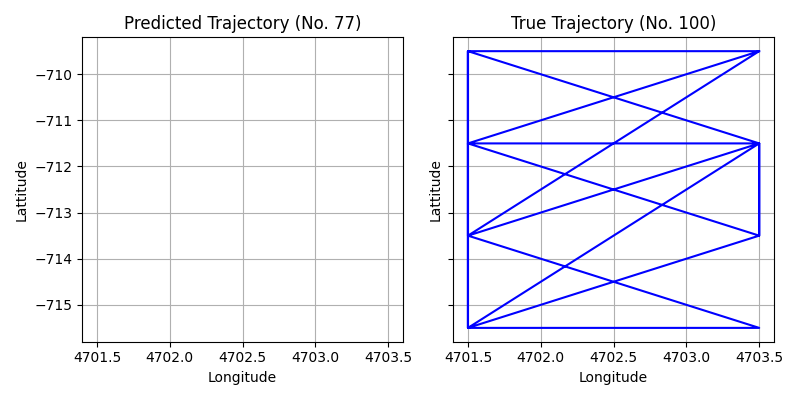 Predicted Trajectory (No. 77)
True Trajectory (No. 100)
Lattitude
−710
−711
−712
−713
−714
−715
4701.5 4702.0 4702.5 4703.0 4703.5
Longitude
Lattitude
4701.5 4702.0 4702.5 4703.0 4703.5
Longitude